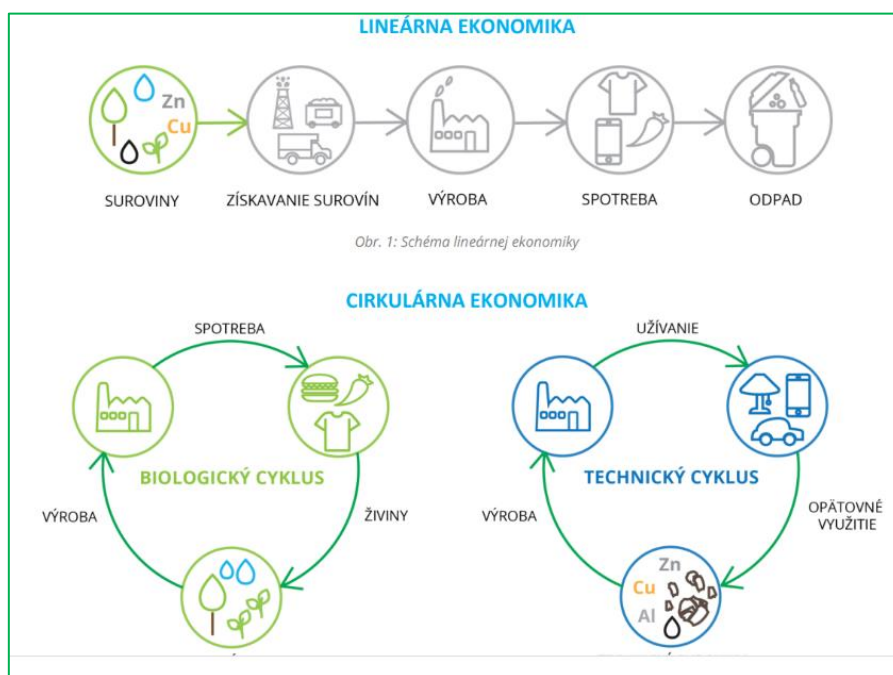 LINEÁRNA EKONOMIKA
Zn
Cu
SUROVINY
ZÍSKAVANIE SUROVÍN
VÝROBA
SPOTREBA
ODPAD
Obr. 1: Schéma lineárnej ekonomiky
CIRKULÁRNA EKONOMIKA
SPOTREBA
BIOLOGICKÝ CYKLUS
VÝROBA
ŽIVINY
UŽÍVANIE
TECHNICKÝ CYKLUS
VÝROBA
OPÄTOVNÉ
VYUŽITIE
Zn
Cu
Al